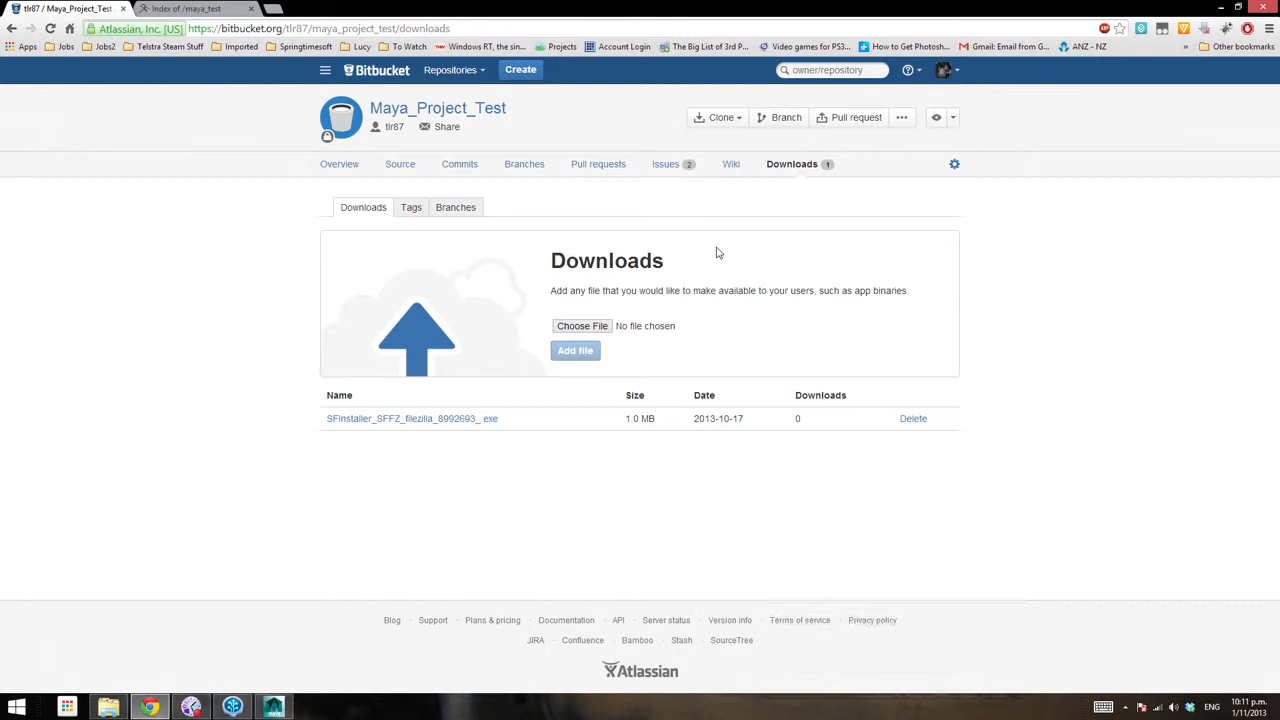 tlr87 / Maya_Project_Test
Index of /maya_test
Atlassian, Inc. [US] https://bitbucket.org/tlr87/maya_project_test/downloads
Apps Jobs Jobs2 Telstra Steam Stuff Imported Springtimesoft Lucy To Watch Windows RT, the sin... Projects Account Login The Big List of 3rd P... Video games for PS3... How to Get Photosh... Gmail: Email from G... ANZ - NZ » Other bookmarks
Bitbucket Repositories Create owner/repository
Maya_Project_Test
tlr87 Share
Clone Branch Pull request
Overview Source Commits Branches Pull requests Issues 2 Wiki Downloads 1
Downloads Tags Branches
Downloads
Add any file that you would like to make available to your users, such as app binaries.
Choose File No file chosen
Add file
Name Size Date Downloads
SFInstaller_SFFZ_filezilla_8992693_.exe 1.0 MB 2013-10-17 0 Delete
Blog · Support · Plans & pricing · Documentation · API · Server status · Version info · Terms of service · Privacy policy
JIRA · Confluence · Bamboo · Stash · SourceTree
Atlassian
ENG
10:11 p.m.
1/11/2013